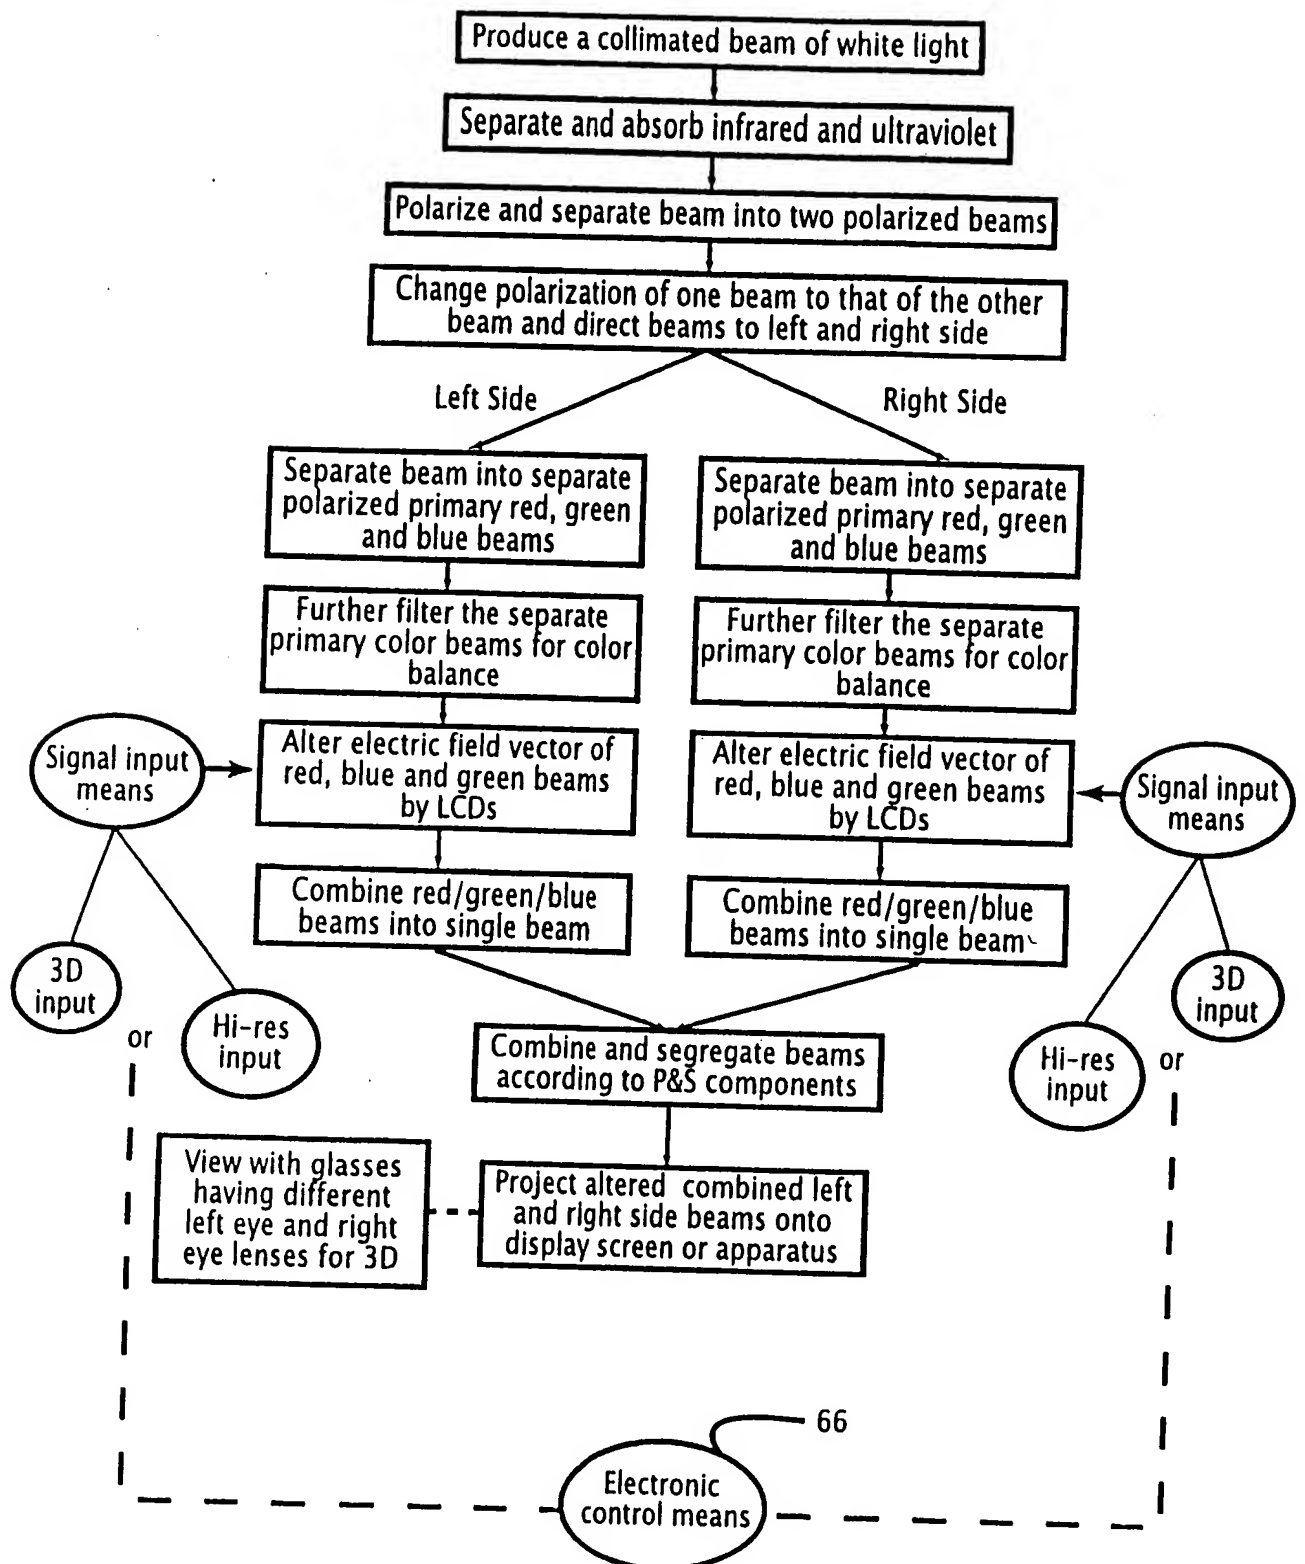 Produce a collimated beam of white light
Separate and absorb infrared and ultraviolet
Polarize and separate beam into two polarized beams
Change polarization of one beam to that of the other
beam and direct beams to left and right side
Left Side
Right Side
Separate beam into separate
polarized primary red, green
and blue beams
Separate beam into separate
polarized primary red, green
and blue beams
Further filter the separate
primary color beams for color
balance
Further filter the separate
primary color beams for color
balance
Signal input
means
Alter electric field vector of
red, blue and green beams
by LCDs
Alter electric field vector of
red, blue and green beams
by LCDs
Signal input
means
Combine red/green/blue
beams into single beam
Combine red/green/blue
beams into single beam
3D
input
or
Hi-res
input
3D
input
Hi-res
input
or
Combine and segregate beams
according to P&S components
View with glasses
having different
left eye and right
eye lenses for 3D
Project altered combined left
and right side beams onto
display screen or apparatus
66
Electronic
control means